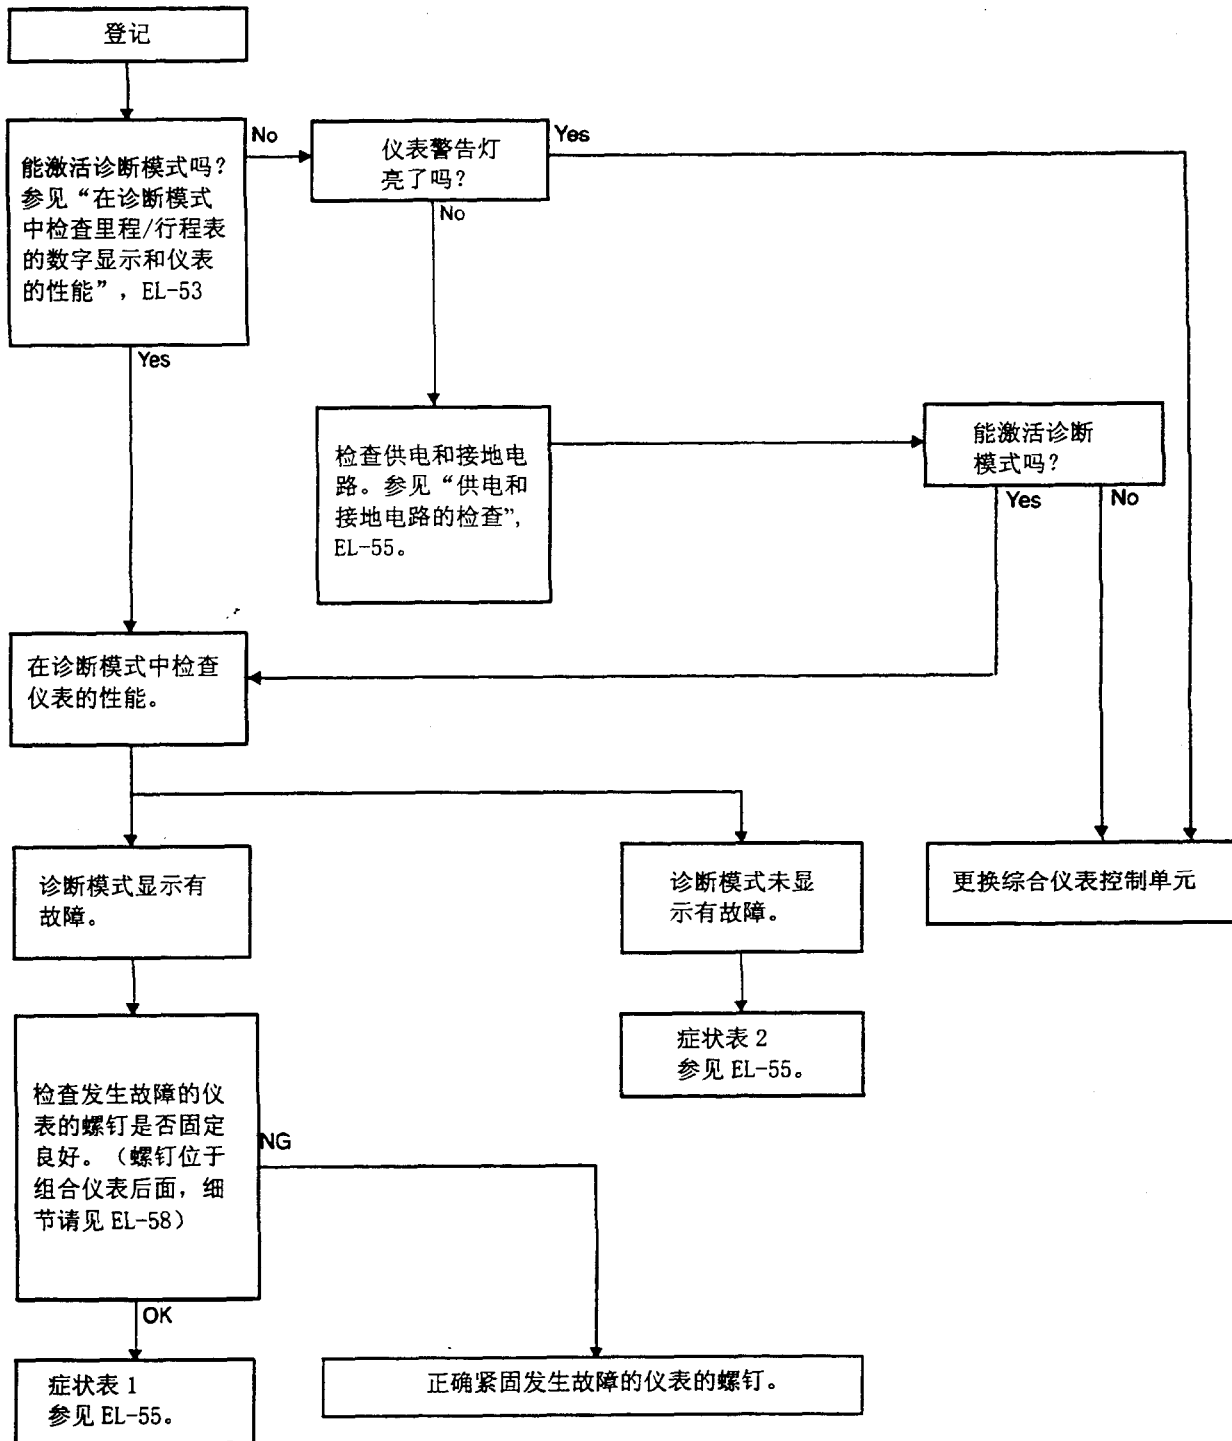 登记
能激活诊断模式吗?
参见“在诊断模式
中检查里程/行程表
的数字显示和仪表
的性能”, EL-53
No
仪表警告灯
亮了吗?
Yes
No
Yes
检查供电和接地电
路。参见“供电和
接地电路的检查”,
EL-55。
能激活诊断
模式吗?
Yes
No
在诊断模式中检查
仪表的性能。
诊断模式显示有
故障。
诊断模式未显
示有故障。
更换综合仪表控制单元
症状表 2
参见 EL-55。
检查发生故障的仪
表的螺钉是否固定
良好。（螺钉位于
组合仪表后面，细
节请见 EL-58）
NG
OK
症状表 1
参见 EL-55。
正确紧固发生故障的仪表的螺钉。